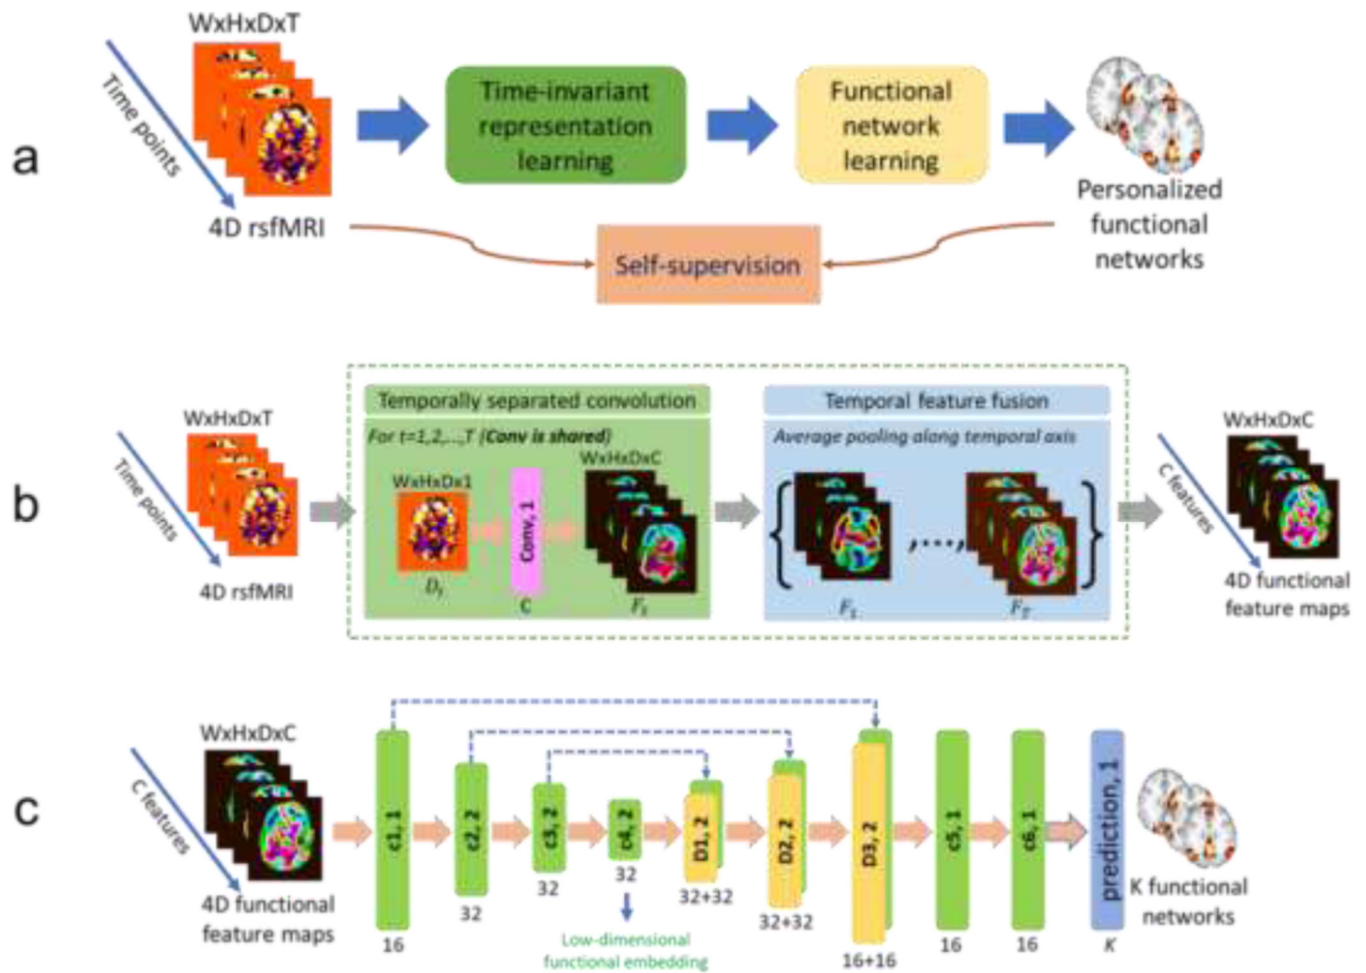 a
WxHxDxT
Time points
4D rsfMRI
Time-invariant
representation
learning
Functional
network
learning
Personalized
functional
networks
Self-supervision
b
WxHxDxT
Time points
4D rsfMRI
Temporally separated convolution
For t=1,2,...,T (Conv is shared)
WxHxDx1
WxHxDxC
Conv, 1
C
Temporal feature fusion
Average pooling along temporal axis
{ ,...., }
WxHxDxC
C features
4D functional
feature maps
c
WxHxDxC
C features
4D functional
feature maps
c1, 1
16
c2, 2
32
c3, 2
32
c4, 2
32
Low-dimensional
functional embedding
D1, 2
32+32
D2, 2
32+32
D3, 2
16+16
c5, 1
16
c6, 1
16
prediction, 1
K
K functional
networks